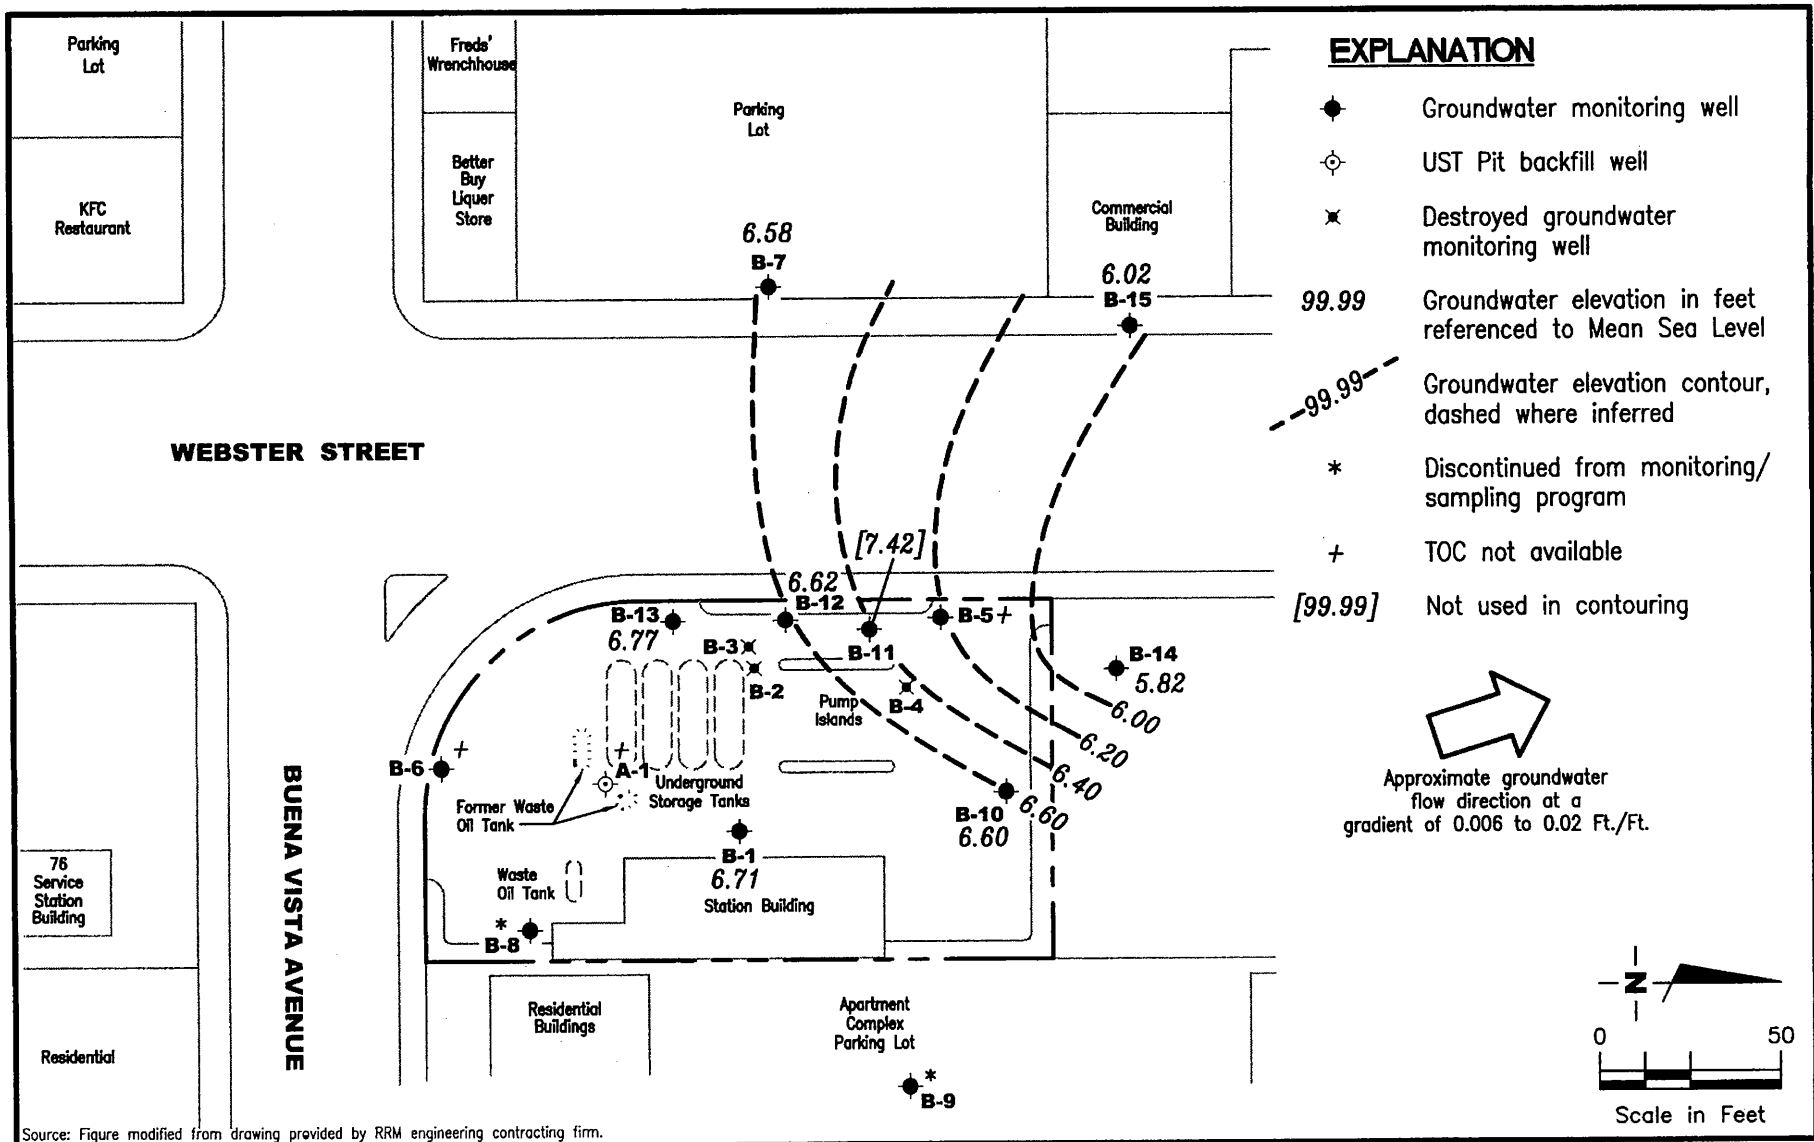 Parking
Lot
KFC
Restaurant
Freds'
Wrenchhouse
Better
Buy
Liquer
Store
Parking
Lot
Commercial
Building
6.58
B-7
6.02
B-15
EXPLANATION
Groundwater monitoring well
UST Pit backfill well
Destroyed groundwater
monitoring well
99.99
Groundwater elevation in feet
referenced to Mean Sea Level
99.99
Groundwater elevation contour,
dashed where inferred
*
Discontinued from monitoring/
sampling program
+
TOC not available
[99.99]
Not used in contouring
WEBSTER STREET
[7.42]
6.62
B-12
B-13
6.77
B-3
B-2
B-11
B-5 +
B-4
B-14
5.82
Pump
Islands
6.00
6.20
6.40
6.60
B-10
6.60
+
B-6
+
A-1
Underground
Storage Tanks
Former Waste
Oil Tank
B-1
6.71
Station Building
Waste
Oil Tank
*
B-8
BUENA VISTA AVENUE
76
Service
Station
Building
Residential
Residential
Buildings
Apartment
Complex
Parking Lot
*
B-9
Approximate groundwater
flow direction at a
gradient of 0.006 to 0.02 Ft./Ft.
N
0 50
Scale in Feet
Source: Figure modified from drawing provided by RRM engineering contracting firm.